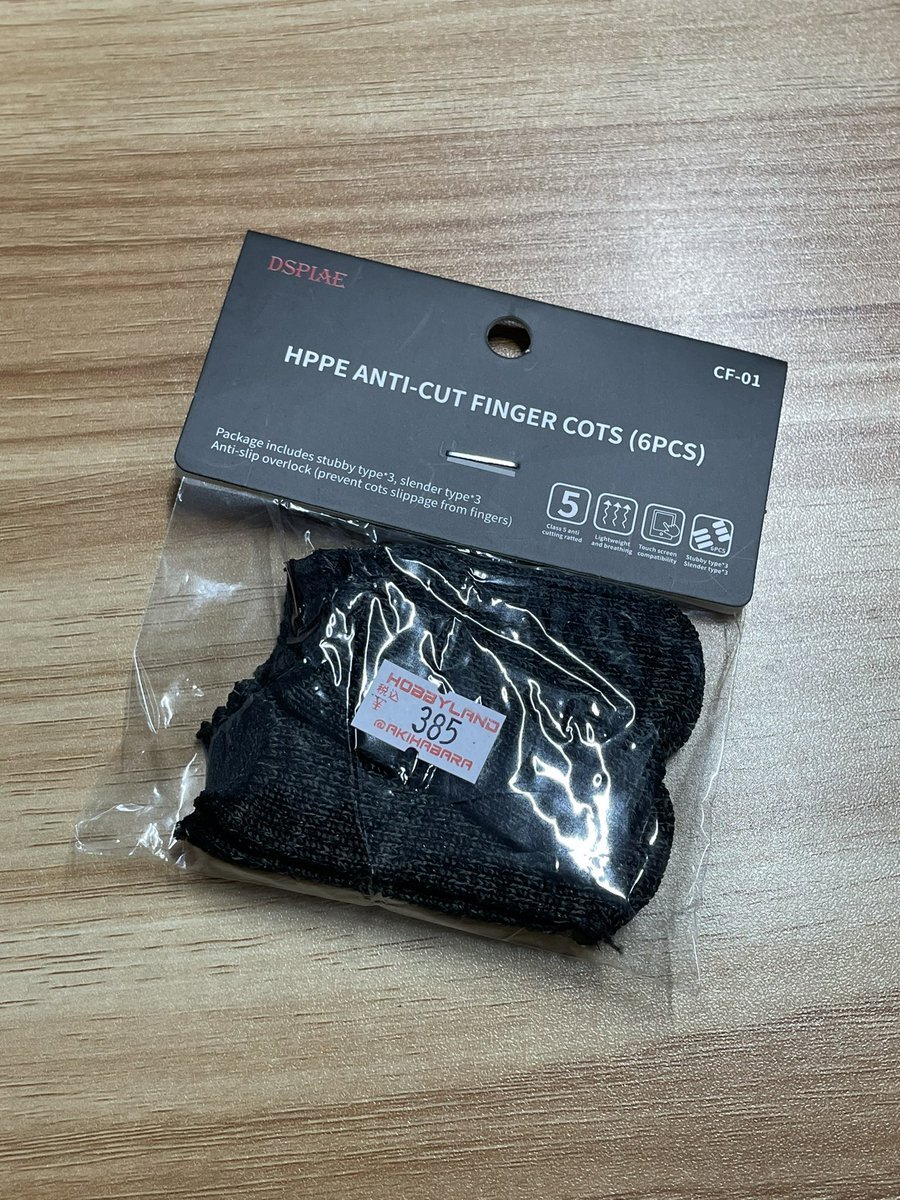 DSPIAE
CF-01
HPPE ANTI-CUT FINGER COTS (6PCS)
Package includes stubby type*3, slender type*3
Anti-slip overlock (prevent cots slippage from fingers)
5
Class 5 anti
cutting ratted
Lightweight
and breathing
Touch screen
compatibility
6PCS
Stubby type*3
Slender type*3
HOBBYLAND
税込
¥ 385
@AKIHABARA